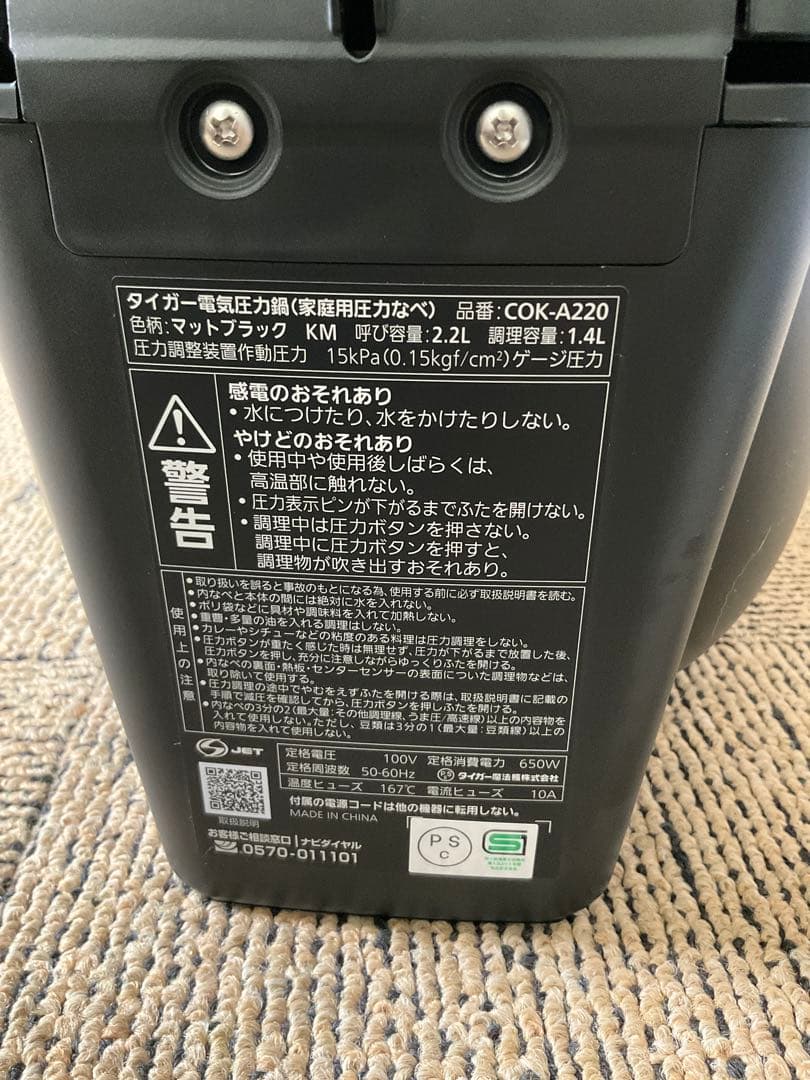 タイガー電気圧力鍋(家庭用圧力なべ) 品番:COK-A220
色柄:マットブラック KM 呼び容量:2.2L 調理容量:1.4L
圧力調整装置作動圧力 15kPa(0.15kgf/cm²)ゲージ圧力
警告
感電のおそれあり
・水につけたり、水をかけたりしない。
やけどのおそれあり
・使用中や使用後しばらくは、
高温部に触れない。
・圧力表示ピンが下がるまでふたを開けない。
・調理中は圧力ボタンを押さない。
調理中に圧力ボタンを押すと、
調理物が吹き出すおそれあり。
使用上の注意
・取り扱いを誤ると事故のもとになる為、使用する前に必ず取扱説明書を読む。
・内なべと本体の間には絶対に水を入れない。
・ポリ袋などに具材や調味料を入れて加熱しない。
・重曹・多量の油を入れる調理はしない。
・カレーやシチューなどの粘度のある料理は圧力調理をしない。
・圧力ボタンが重たく感じた時は無理せず、圧力が下がるまで放置した後、
圧力ボタンを押し、充分に注意しながらゆっくりふたを開ける。
・内なべの裏面・熱板・センターセンサーの表面についた調理物などは、
取り除いて使用する。
・圧力調理の途中でやむをえずふたを開ける際は、取扱説明書に記載の
手順で減圧を確認してから、圧力ボタンを押しふたを開ける。
・内なべの3分の2(最大量:その他調理線、うま圧/高速線)以上の内容物を
入れて使用しない。ただし、豆類は3分の1(最大量:豆類線)以上の
内容物を入れて使用しない。
JET
定格電圧 100V 定格消費電力 650W
定格周波数 50-60Hz PS タイガー魔法瓶株式会社
温度ヒューズ 167℃ 電流ヒューズ 10A
取扱説明
付属の電源コードは他の機器に転用しない。
MADE IN CHINA
お客様ご相談窓口 ナビダイヤル
0570-011101
PS
C
S